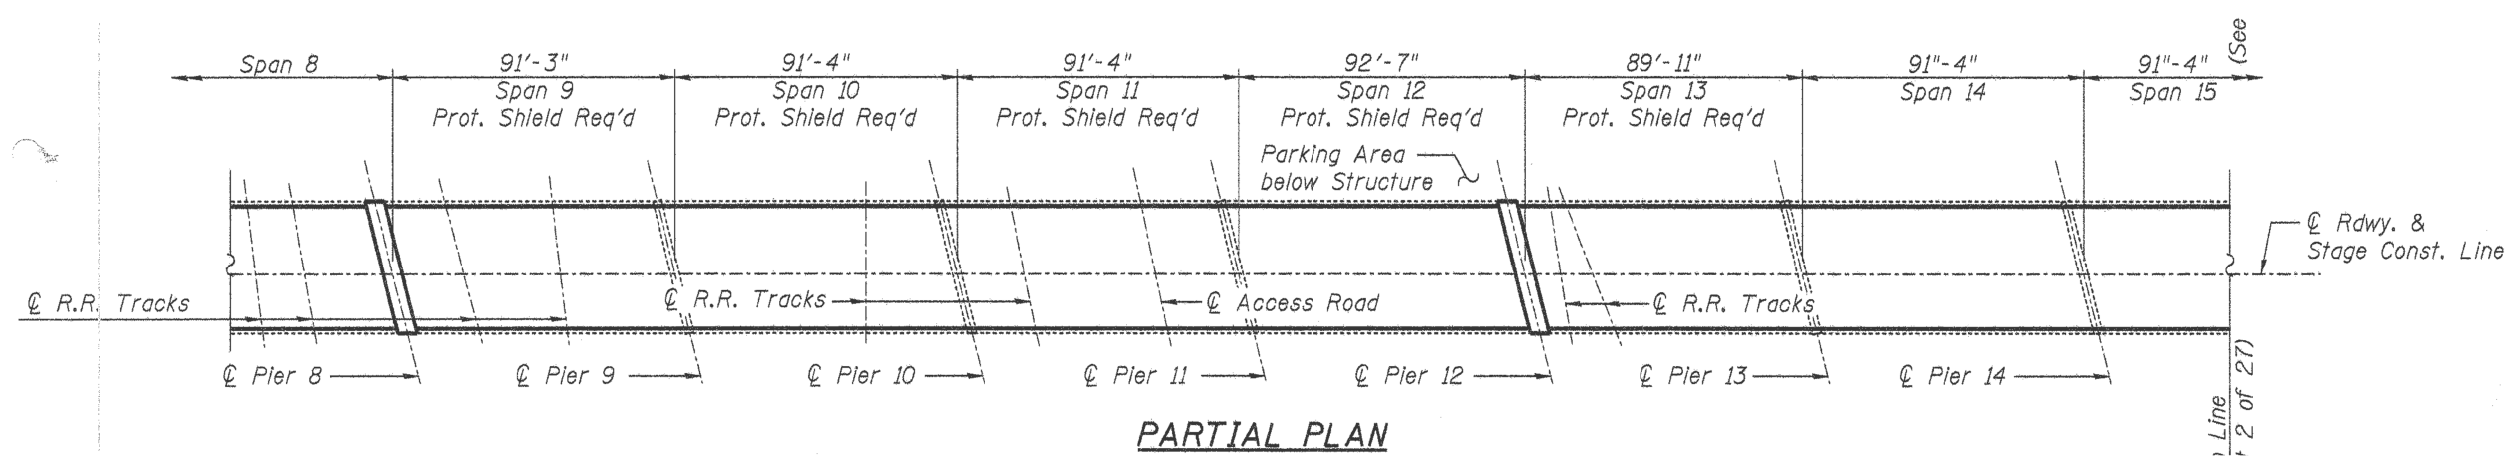 Span 8
91'-3"
Span 9
Prot. Shield Req'd
91'-4"
Span 10
Prot. Shield Req'd
91'-4"
Span 11
Prot. Shield Req'd
92'-7"
Span 12
Prot. Shield Req'd
89'-11"
Span 13
Prot. Shield Req'd
91"-4"
Span 14
91"-4"
Span 15
(See
Parking Area
below Structure
℄ Rdwy. &
Stage Const. Line
℄ R.R. Tracks
℄ R.R. Tracks
℄ Access Road
℄ R.R. Tracks
℄ Pier 8
℄ Pier 9
℄ Pier 10
℄ Pier 11
℄ Pier 12
℄ Pier 13
℄ Pier 14
Line
2 of 27)
PARTIAL PLAN